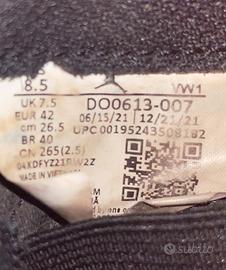 8.5
VW1
UK 7.5
DO0613-007
EUR 42
06/15/21
12/21/21
cm 26.5
UPC 00195243508182
BR 40
CN 265(2.5)
MADE IN VIETNAM
subito